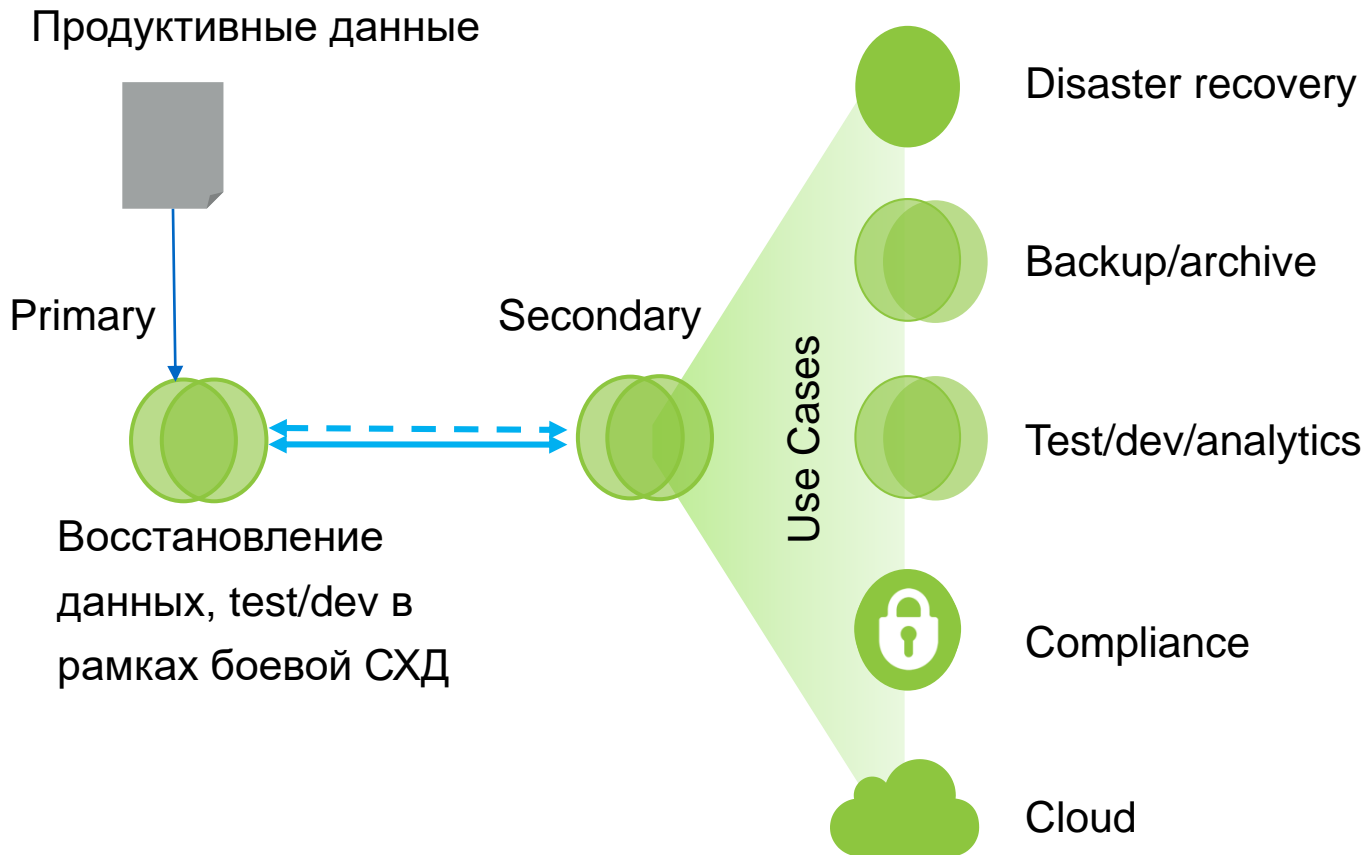 Продуктивные данные
Primary
Восстановление
данных, test/dev в
рамках боевой СХД
Secondary
Use Cases
Disaster recovery
Backup/archive
Test/dev/analytics
Compliance
Cloud